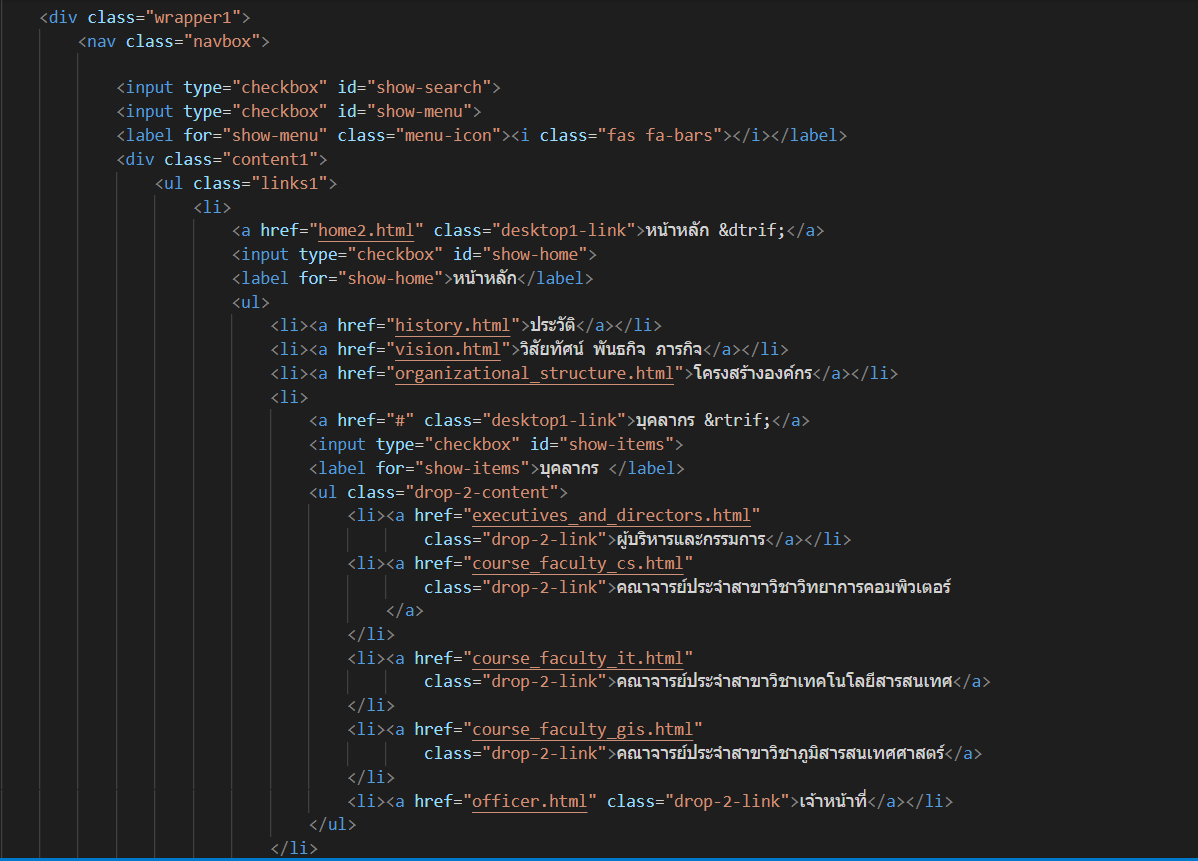 <div class="wrapper1">
<nav class="navbox">
<input type="checkbox" id="show-search">
<input type="checkbox" id="show-menu">
<label for="show-menu" class="menu-icon"><i class="fas fa-bars"></i></label>
<div class="content1">
<ul class="links1">
<li>
<a href="home2.html" class="desktop1-link">หน้าหลัก &dtrif;</a>
<input type="checkbox" id="show-home">
<label for="show-home">หน้าหลัก</label>
<ul>
<li><a href="history.html">ประวัติ</a></li>
<li><a href="vision.html">วิสัยทัศน์ พันธกิจ ภารกิจ</a></li>
<li><a href="organizational_structure.html">โครงสร้างองค์กร</a></li>
<li>
<a href="#" class="desktop1-link">บุคลากร &rtrif;</a>
<input type="checkbox" id="show-items">
<label for="show-items">บุคลากร </label>
<ul class="drop-2-content">
<li><a href="executives_and_directors.html"
class="drop-2-link">ผู้บริหารและกรรมการ</a></li>
<li><a href="course_faculty_cs.html"
class="drop-2-link">คณาจารย์ประจำสาขาวิชาวิทยาการคอมพิวเตอร์
</a>
</li>
<li><a href="course_faculty_it.html"
class="drop-2-link">คณาจารย์ประจำสาขาวิชาเทคโนโลยีสารสนเทศ</a>
</li>
<li><a href="course_faculty_gis.html"
class="drop-2-link">คณาจารย์ประจำสาขาวิชาภูมิสารสนเทศศาสตร์</a>
</li>
<li><a href="officer.html" class="drop-2-link">เจ้าหน้าที่</a></li>
</ul>
</li>